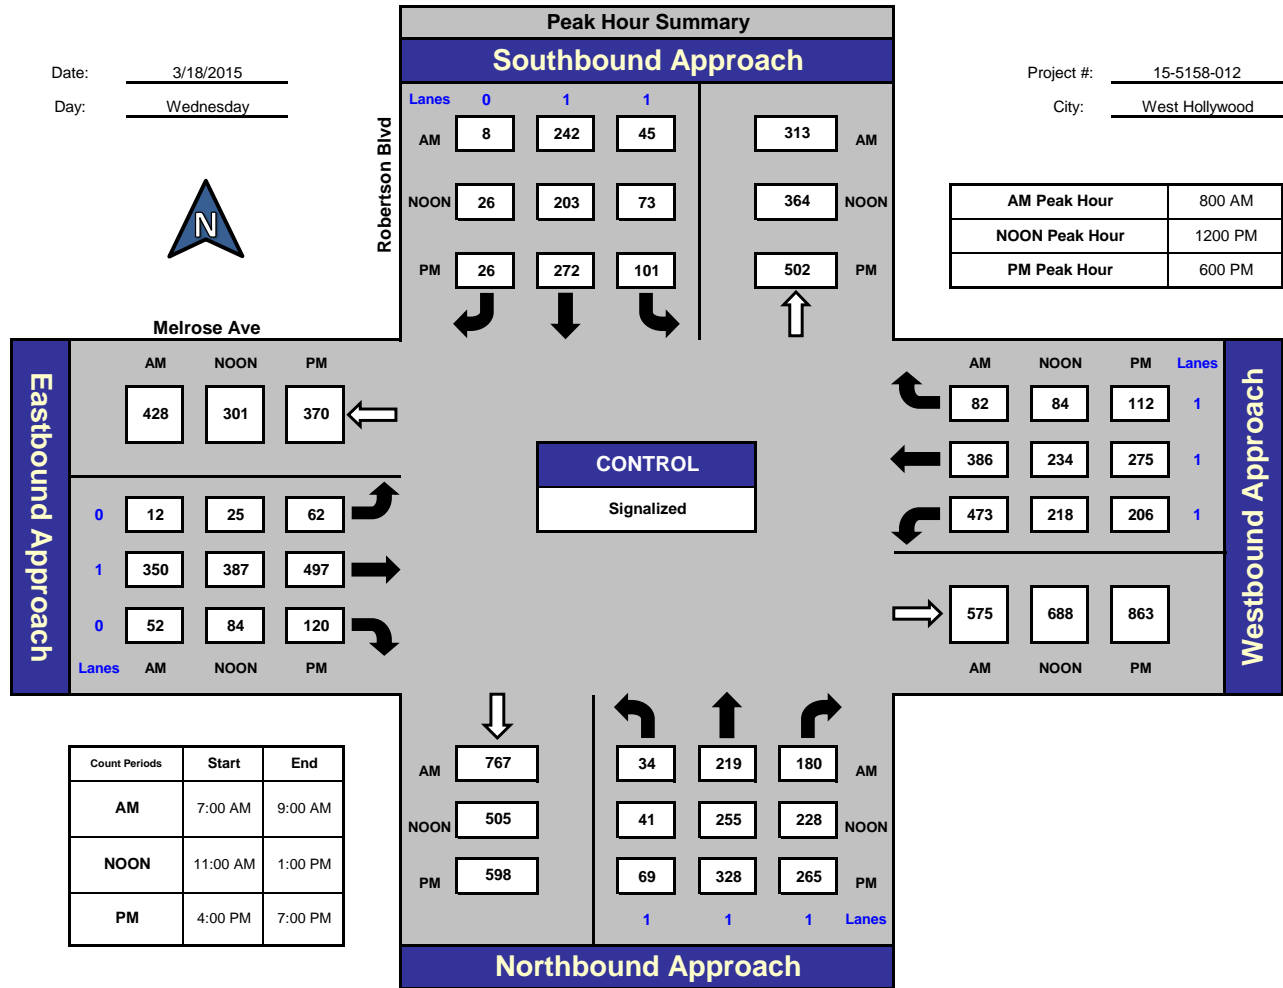 Peak Hour Summary
Southbound Approach
Date: 3/18/2015
Day: Wednesday
Project #: 15-5158-012
City: West Hollywood
Robertson Blvd
Lanes 0 1 1
AM 8 242 45 313 AM
NOON 26 203 73 364 NOON
PM 26 272 101 502 PM
N
AM Peak Hour 800 AM
NOON Peak Hour 1200 PM
PM Peak Hour 600 PM
Melrose Ave
Eastbound Approach
AM NOON PM
428 301 370
0 12 25 62
1 350 387 497
0 52 84 120
Lanes AM NOON PM
CONTROL
Signalized
AM NOON PM Lanes
82 84 112 1
386 234 275 1
473 218 206 1
575 688 863
AM NOON PM
Westbound Approach
Count Periods Start End
AM 7:00 AM 9:00 AM
NOON 11:00 AM 1:00 PM
PM 4:00 PM 7:00 PM
AM 767 34 219 180 AM
NOON 505 41 255 228 NOON
PM 598 69 328 265 PM
1 1 1 Lanes
Northbound Approach